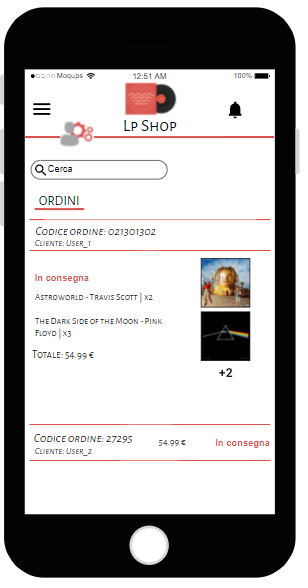 Moqups 12:51 AM 100%
Lp Shop
Cerca
ORDINI
Codice ordine: 021301302
Cliente: User_1
In consegna
Astroworld - Travis Scott | x2
The Dark Side of the Moon - Pink
Floyd | x3
Totale: 54.99 €
+2
Codice ordine: 27295 54.99 € In consegna
Cliente: User_2